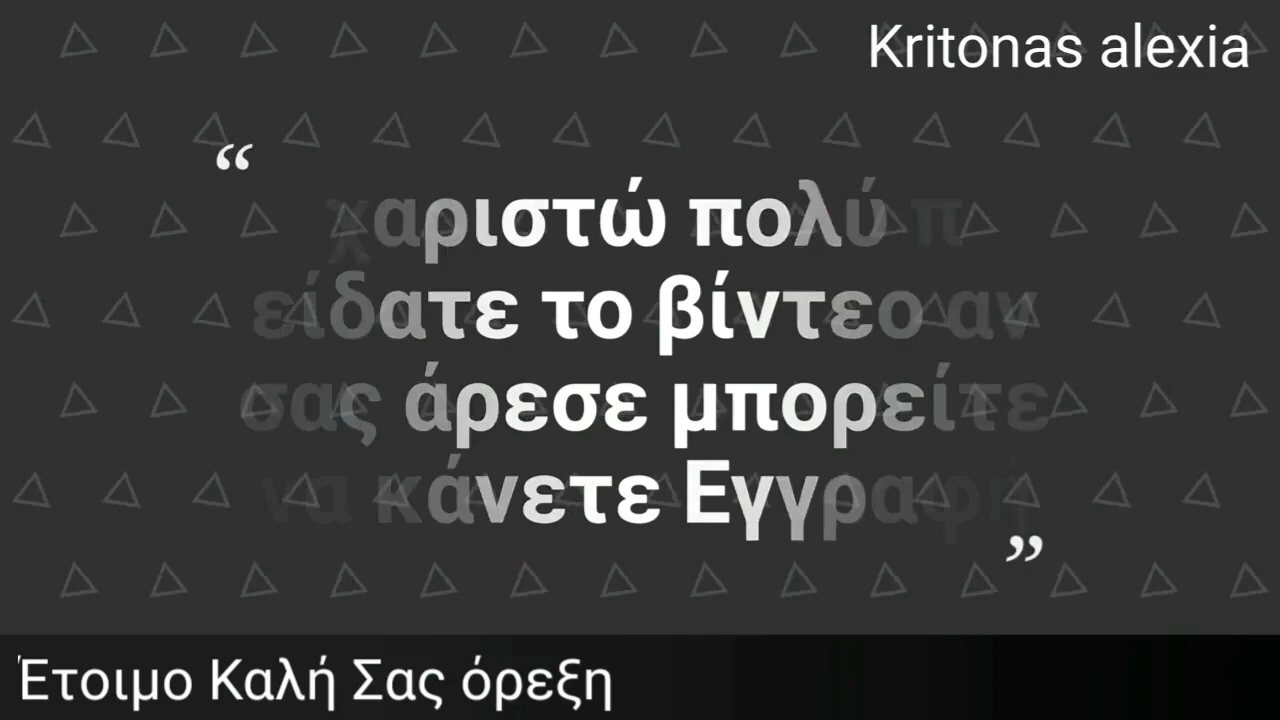 Kritonas alexia
“
χαριστώ πολύ π
είδατε το βίντεο αν
σας άρεσε μπορείτε
να κάνετε Εγγραφή
”
Έτοιμο Καλή Σας όρεξη